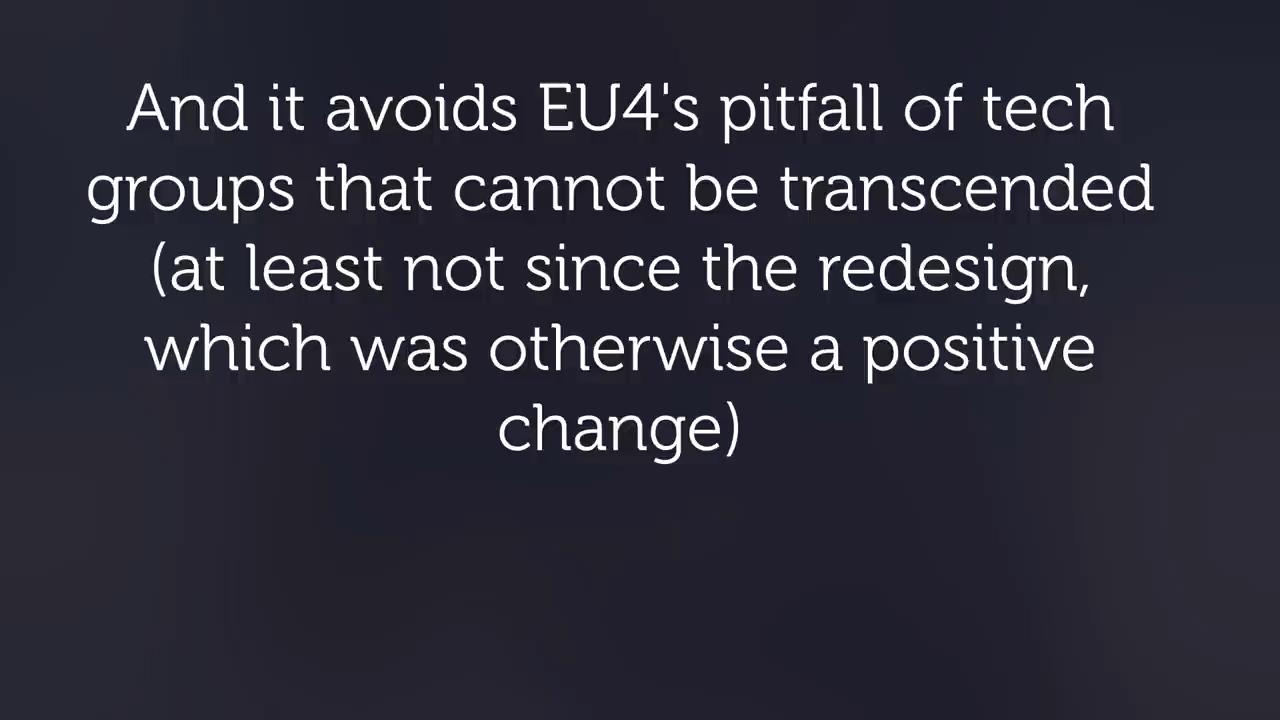 And it avoids EU4's pitfall of tech
groups that cannot be transcended
(at least not since the redesign,
which was otherwise a positive
change)